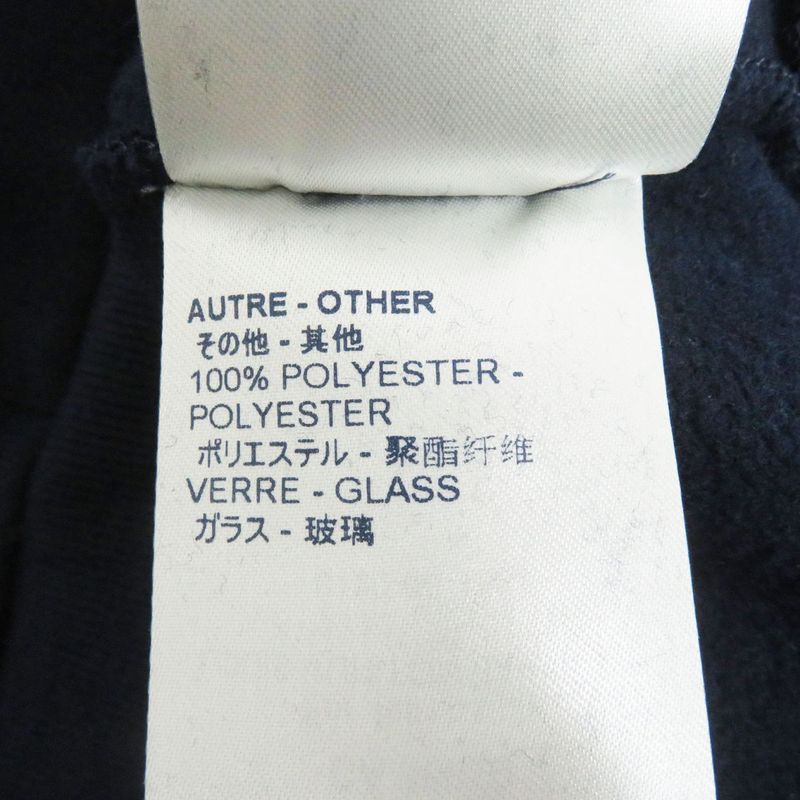 AUTRE - OTHER
その他 - 其他
100% POLYESTER -
POLYESTER
ポリエステル - 聚酯纤维
VERRE - GLASS
ガラス - 玻璃